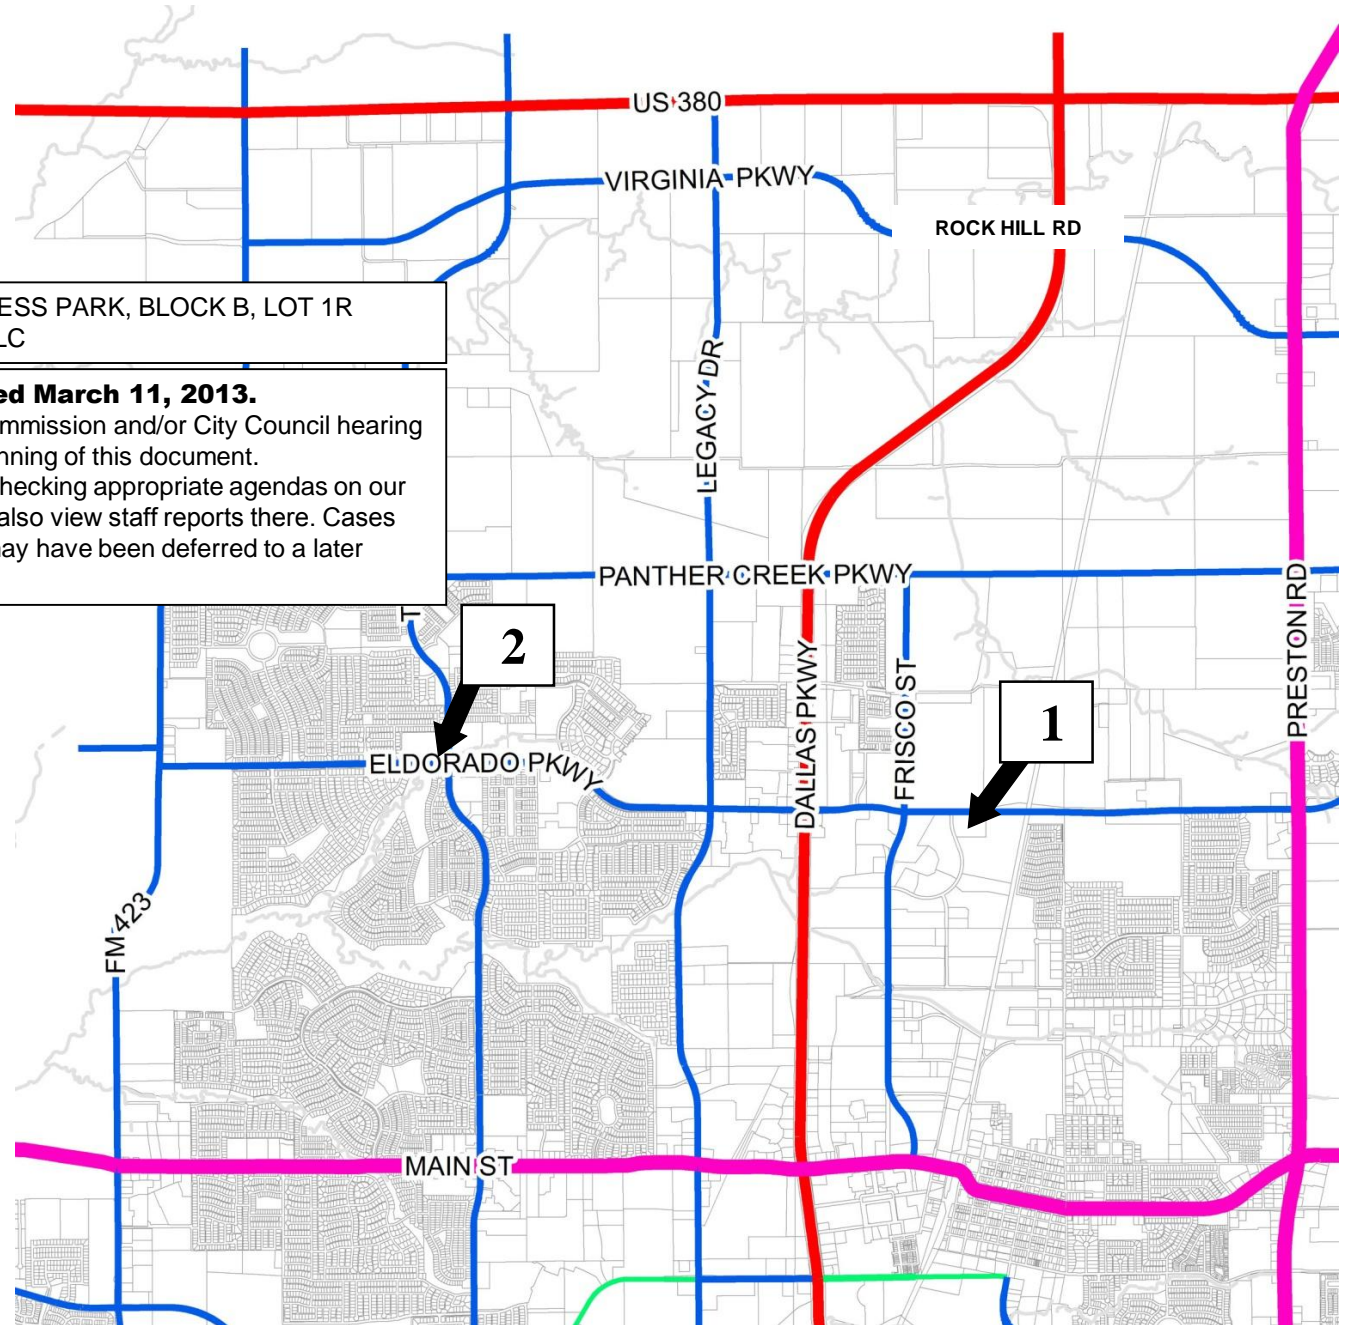 US 380
VIRGINIA PKWY
ROCK HILL RD
ESS PARK, BLOCK B, LOT 1R
LC
ed March 11, 2013.
mmission and/or City Council hearing
nning of this document.
hecking appropriate agendas on our
also view staff reports there. Cases
may have been deferred to a later
LEGACY DR
PANTHER CREEK PKWY
T
2
1
PRESTON RD
DALLAS PKWY
FRISCO ST
ELDORADO PKWY
FM 423
MAIN ST